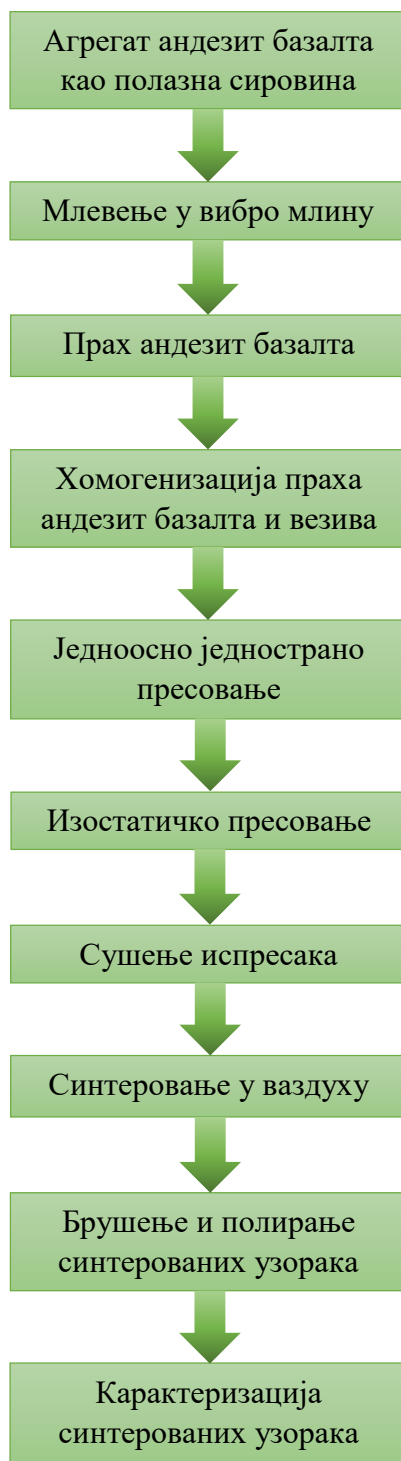 Агрегат андезит базалта
као полазна сировина
Млевење у вибро млину
Прах андезит базалта
Хомогенизација праха
андезит базалта и везива
Једноосно једнострано
пресовање
Изостатичко пресовање
Сушење испресака
Синтеровање у ваздуху
Брушење и полирање
синтерованих узорака
Карактеризација
синтерованих узорака